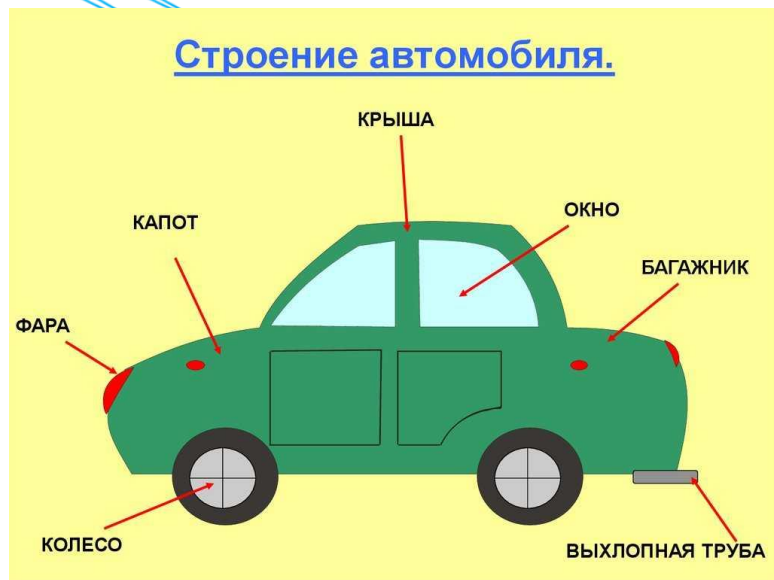 Строение автомобиля.
КРЫША
ОКНО
КАПОТ
БАГАЖНИК
ФАРА
КОЛЕСО
ВЫХЛОПНАЯ ТРУБА